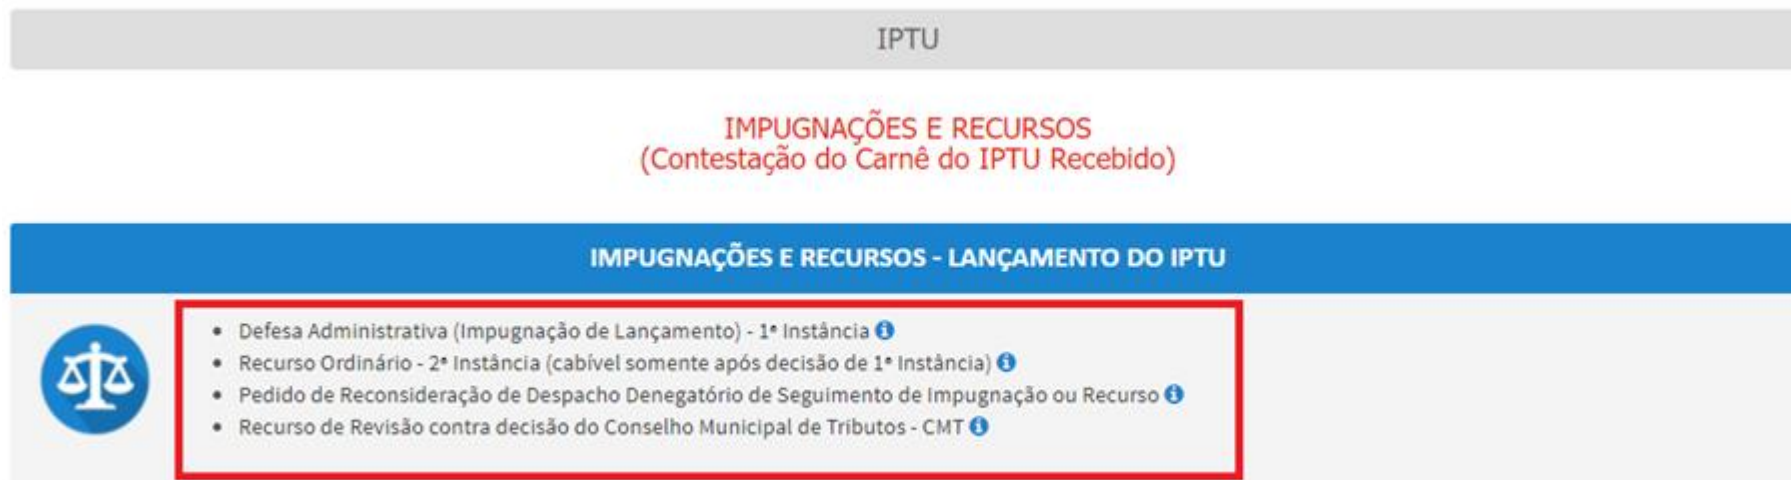 IPTU
IMPUGNAÇÕES E RECURSOS
(Contestação do Carnê do IPTU Recebido)
IMPUGNAÇÕES E RECURSOS - LANÇAMENTO DO IPTU
• Defesa Administrativa (Impugnação de Lançamento) - 1ª Instância
• Recurso Ordinário - 2ª Instância (cabível somente após decisão de 1ª Instância)
• Pedido de Reconsideração de Despacho Denegatório de Seguimento de Impugnação ou Recurso
• Recurso de Revisão contra decisão do Conselho Municipal de Tributos - CMT